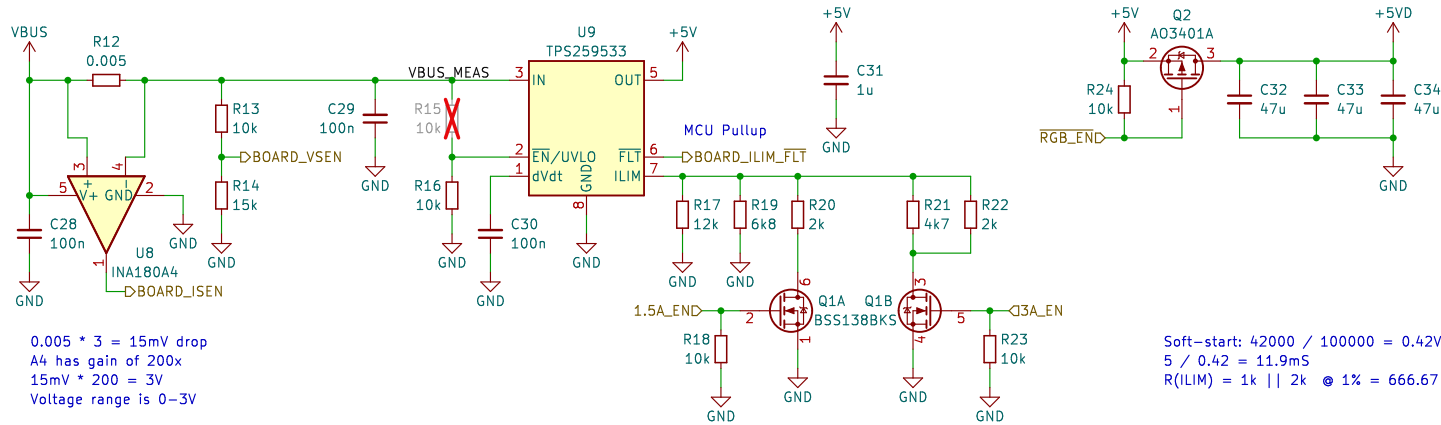 VBUS
R12
0.005
VBUS_MEAS
U9
TPS259533
+5V
+5V
+5V
Q2
AO3401A
+5VD
3
IN
OUT
5
2
3
1
R13
10k
C29
100n
R15
10k
C31
1u
R24
10k
C32
47u
C33
47u
C34
47u
MCU Pullup
RGB_EN
BOARD_VSEN
2
EN/UVLO
FLT
6
BOARD_ILIM_FLT
1
dVdt
GND
ILIM
7
8
3
4
+
-
5
V+
GND
2
GND
GND
GND
R14
15k
R16
10k
C30
100n
R17
12k
R19
6k8
R20
2k
R21
4k7
R22
2k
C28
100n
GND
U8
INA180A4
1
BOARD_ISEN
GND
GND
GND
GND
GND
GND
GND
GND
6
3
1.5A_EN
2
Q1A
BSS138BKS
Q1B
5
3A_EN
1
4
R18
10k
R23
10k
GND
GND
GND
GND
0.005 * 3 = 15mV drop
A4 has gain of 200x
15mV * 200 = 3V
Voltage range is 0-3V
Soft-start: 42000 / 100000 = 0.42V
5 / 0.42 = 11.9mS
R(ILIM) = 1k || 2k @ 1% = 666.67